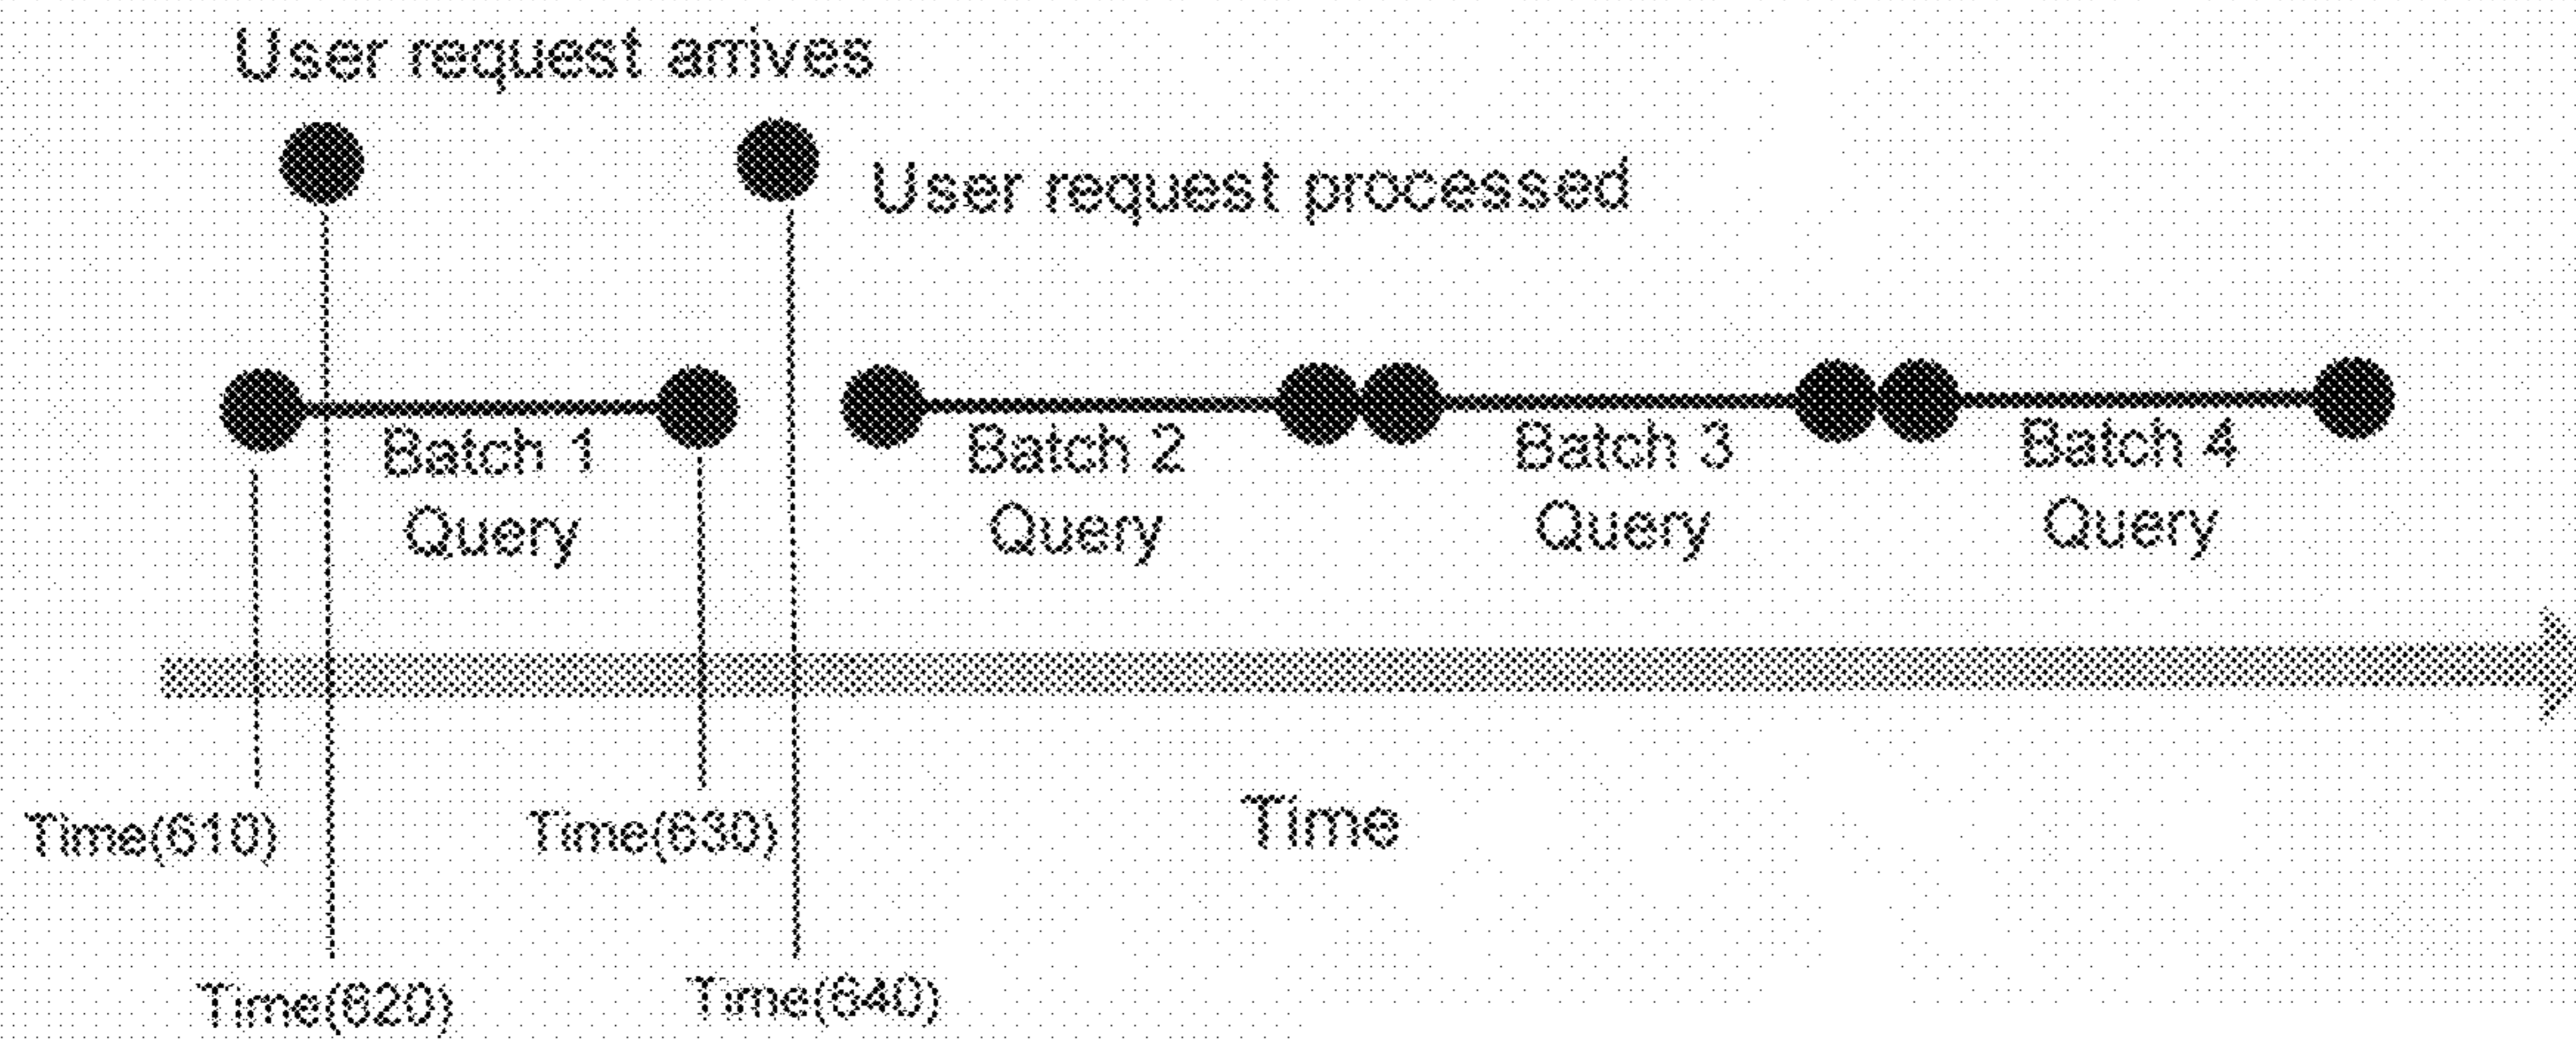 User request arrives
User request processed
Batch 1
Query
Batch 2
Query
Batch 3
Query
Batch 4
Query
Time(610)
Time(630)
Time
Time(620)
Time(640)